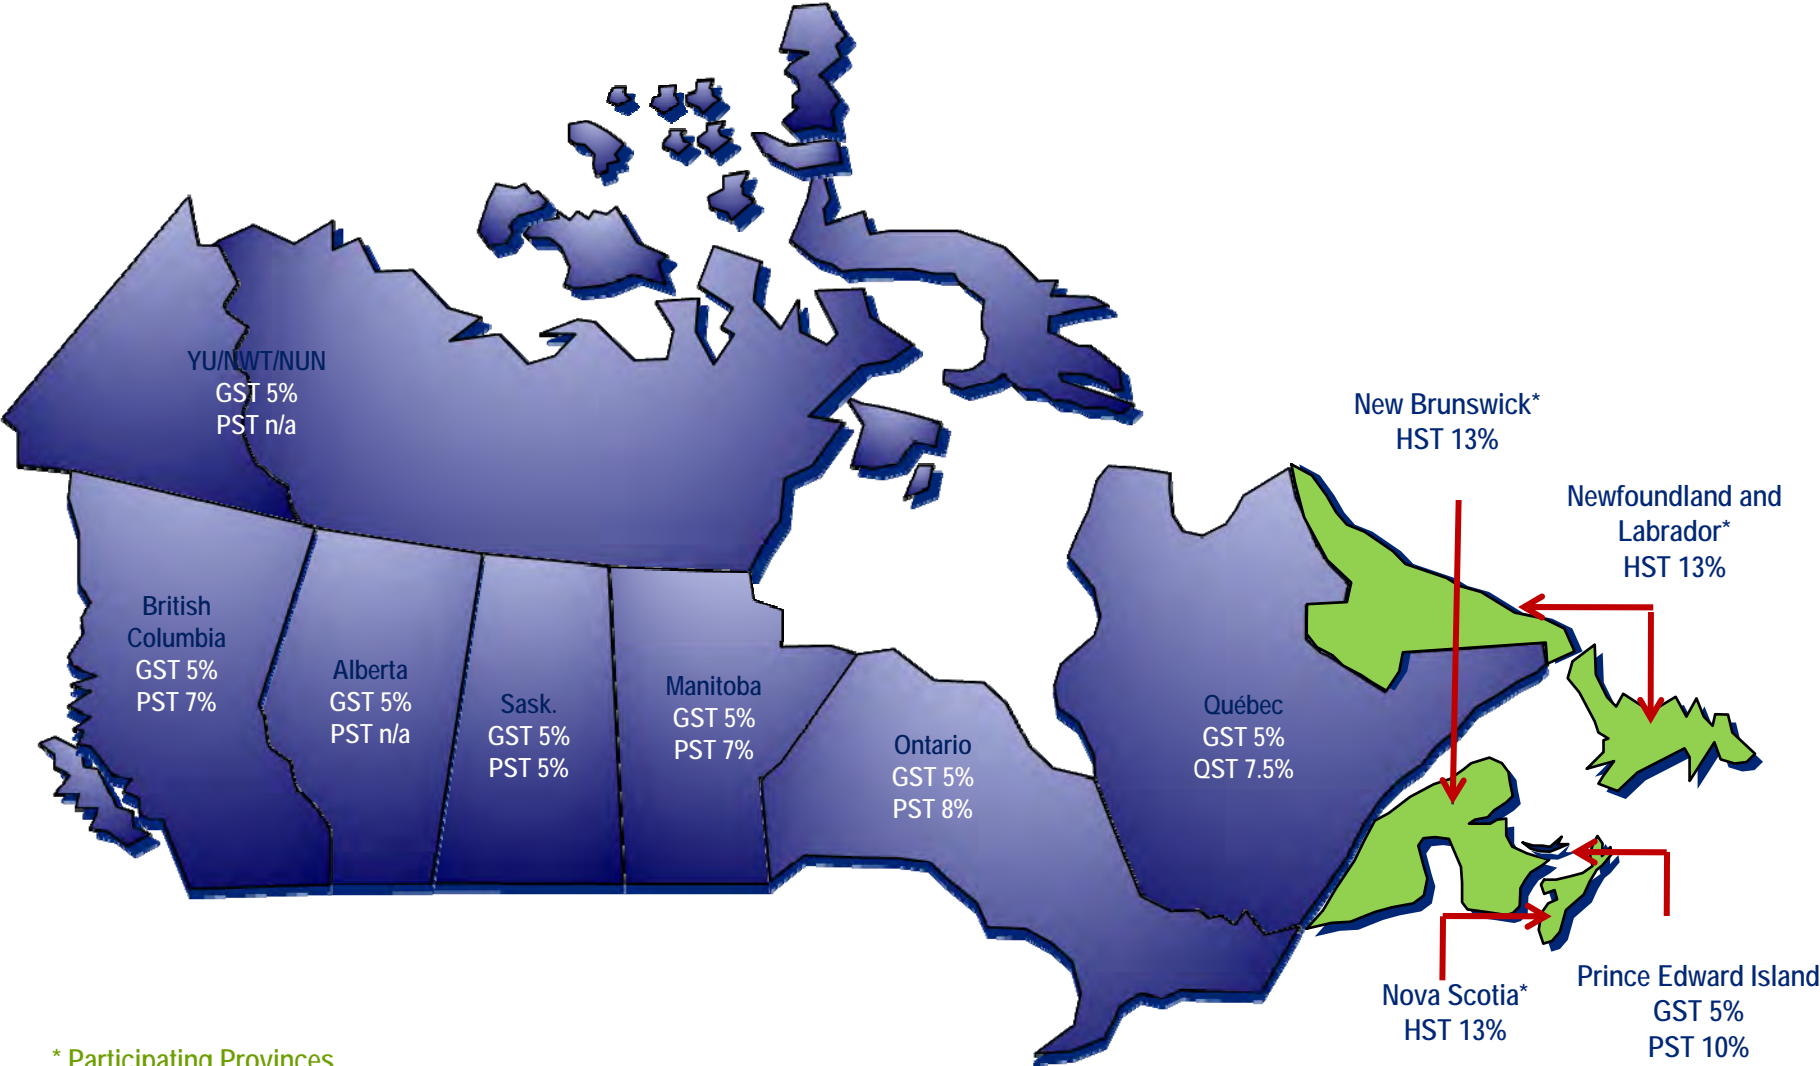 YU/NWT/NUN
GST 5%
PST n/a
New Brunswick*
HST 13%
Newfoundland and
Labrador*
HST 13%
British
Columbia
GST 5%
PST 7%
Alberta
GST 5%
PST n/a
Sask.
GST 5%
PST 5%
Manitoba
GST 5%
PST 7%
Ontario
GST 5%
PST 8%
Québec
GST 5%
QST 7.5%
Nova Scotia*
HST 13%
Prince Edward Island
GST 5%
PST 10%
* Participating Provinces